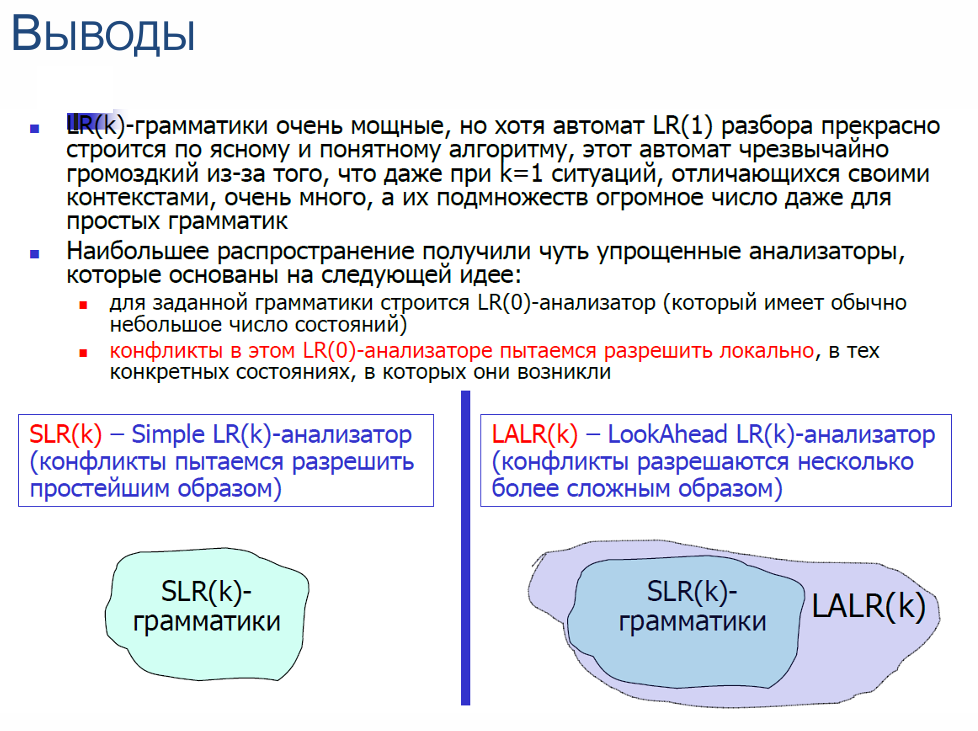 Выводы
LR(k)-грамматики очень мощные, но хотя автомат LR(1) разбора прекрасно
строится по ясному и понятному алгоритму, этот автомат чрезвычайно
громоздкий из-за того, что даже при k=1 ситуаций, отличающихся своими
контекстами, очень много, а их подмножеств огромное число даже для
простых грамматик
Наибольшее распространение получили чуть упрощенные анализаторы,
которые основаны на следующей идее:
для заданной грамматики строится LR(0)-анализатор (который имеет обычно
небольшое число состояний)
конфликты в этом LR(0)-анализаторе пытаемся разрешить локально, в тех
конкретных состояниях, в которых они возникли
SLR(k) – Simple LR(k)-анализатор
(конфликты пытаемся разрешить
простейшим образом)
LALR(k) – LookAhead LR(k)-анализатор
(конфликты разрешаются несколько
более сложным образом)
SLR(k)-
грамматики
SLR(k)-
грамматики
LALR(k)